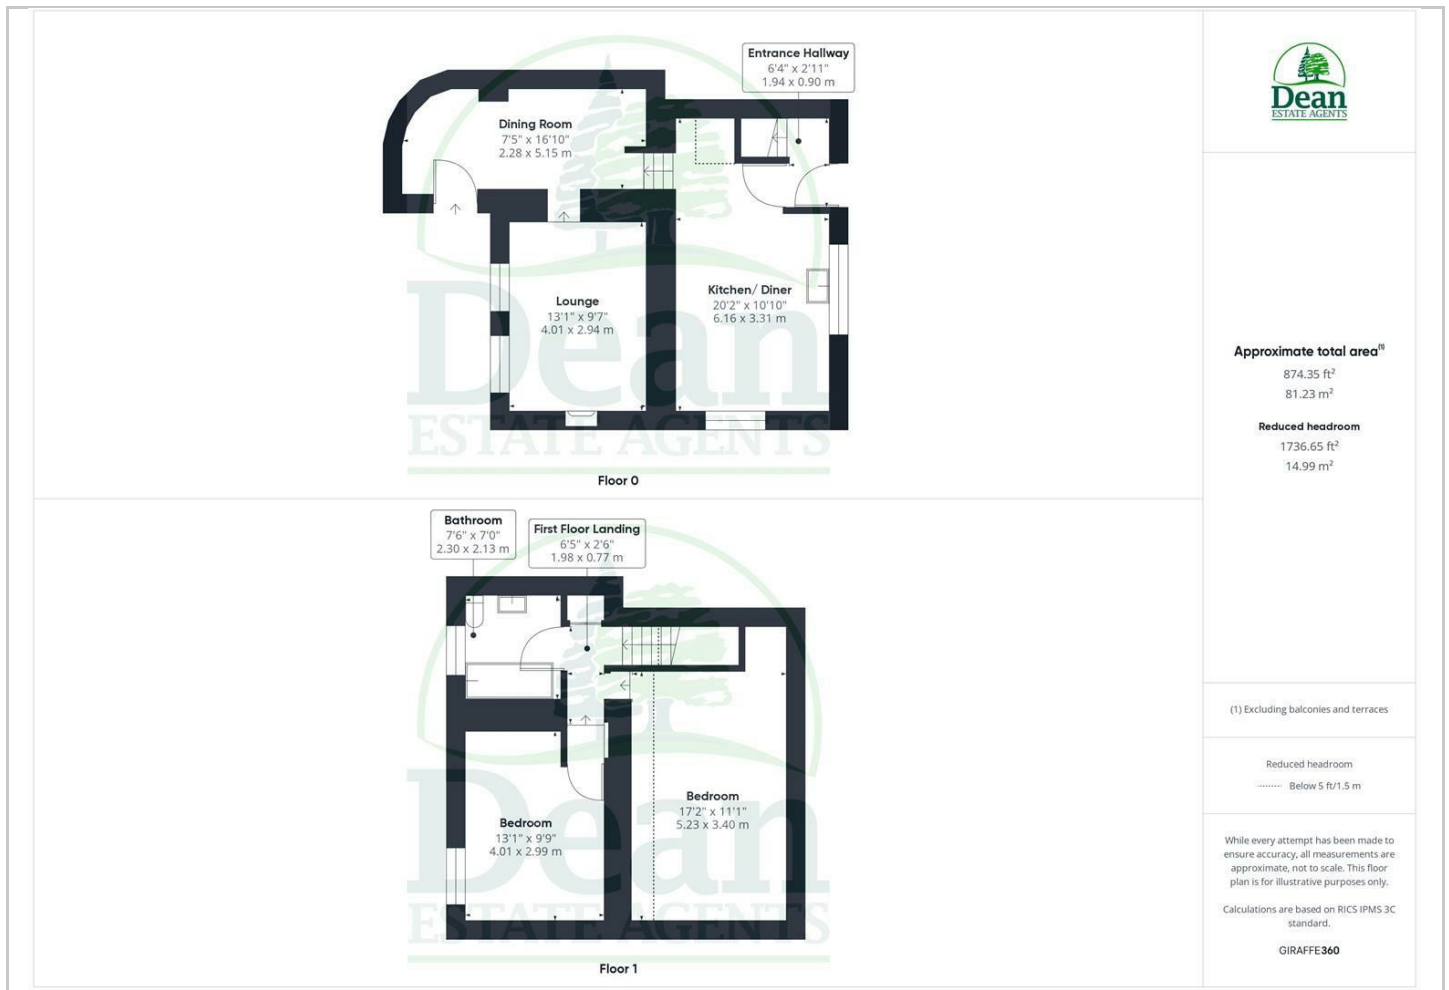 Entrance Hallway
6'4" x 2'11"
1.94 x 0.90 m
Dining Room
7'5" x 16'10"
2.28 x 5.15 m
Kitchen/ Diner
20'2" x 10'10"
6.16 x 3.31 m
Lounge
13'1" x 9'7"
4.01 x 2.94 m
Dean
ESTATE AGENTS
Floor 0
Bathroom
7'6" x 7'0"
2.30 x 2.13 m
First Floor Landing
6'5" x 2'6"
1.98 x 0.77 m
Bedroom
17'2" x 11'1"
5.23 x 3.40 m
Bedroom
13'1" x 9'9"
4.01 x 2.99 m
Dean
ESTATE AGENTS
Floor 1
Dean
ESTATE AGENTS
Approximate total area(1)
874.35 ft²
81.23 m²
Reduced headroom
1736.65 ft²
14.99 m²
(1) Excluding balconies and terraces
Reduced headroom
Below 5 ft/1.5 m
While every attempt has been made to
ensure accuracy, all measurements are
approximate, not to scale. This floor
plan is for illustrative purposes only.
Calculations are based on RICS IPMS 3C
standard.
GIRAFFE360